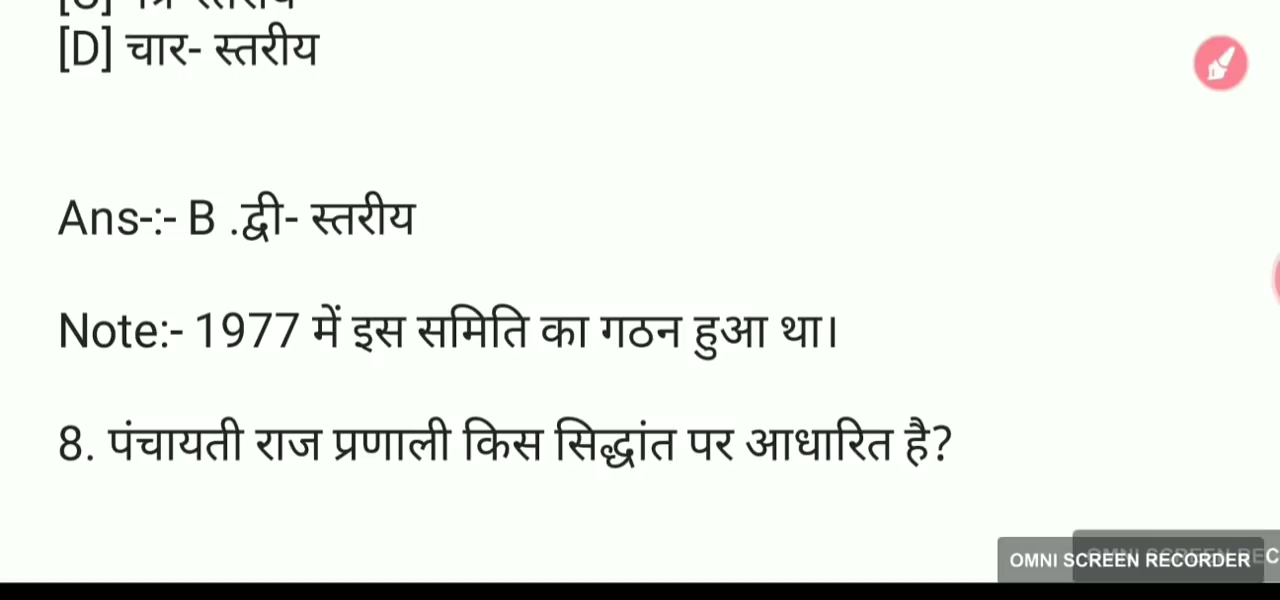 [D] चार- स्तरीय
Ans-:- B .द्वी- स्तरीय
Note:- 1977 में इस समिति का गठन हुआ था।
8. पंचायती राज प्रणाली किस सिद्धांत पर आधारित है?
OMNI SCREEN RECORDER